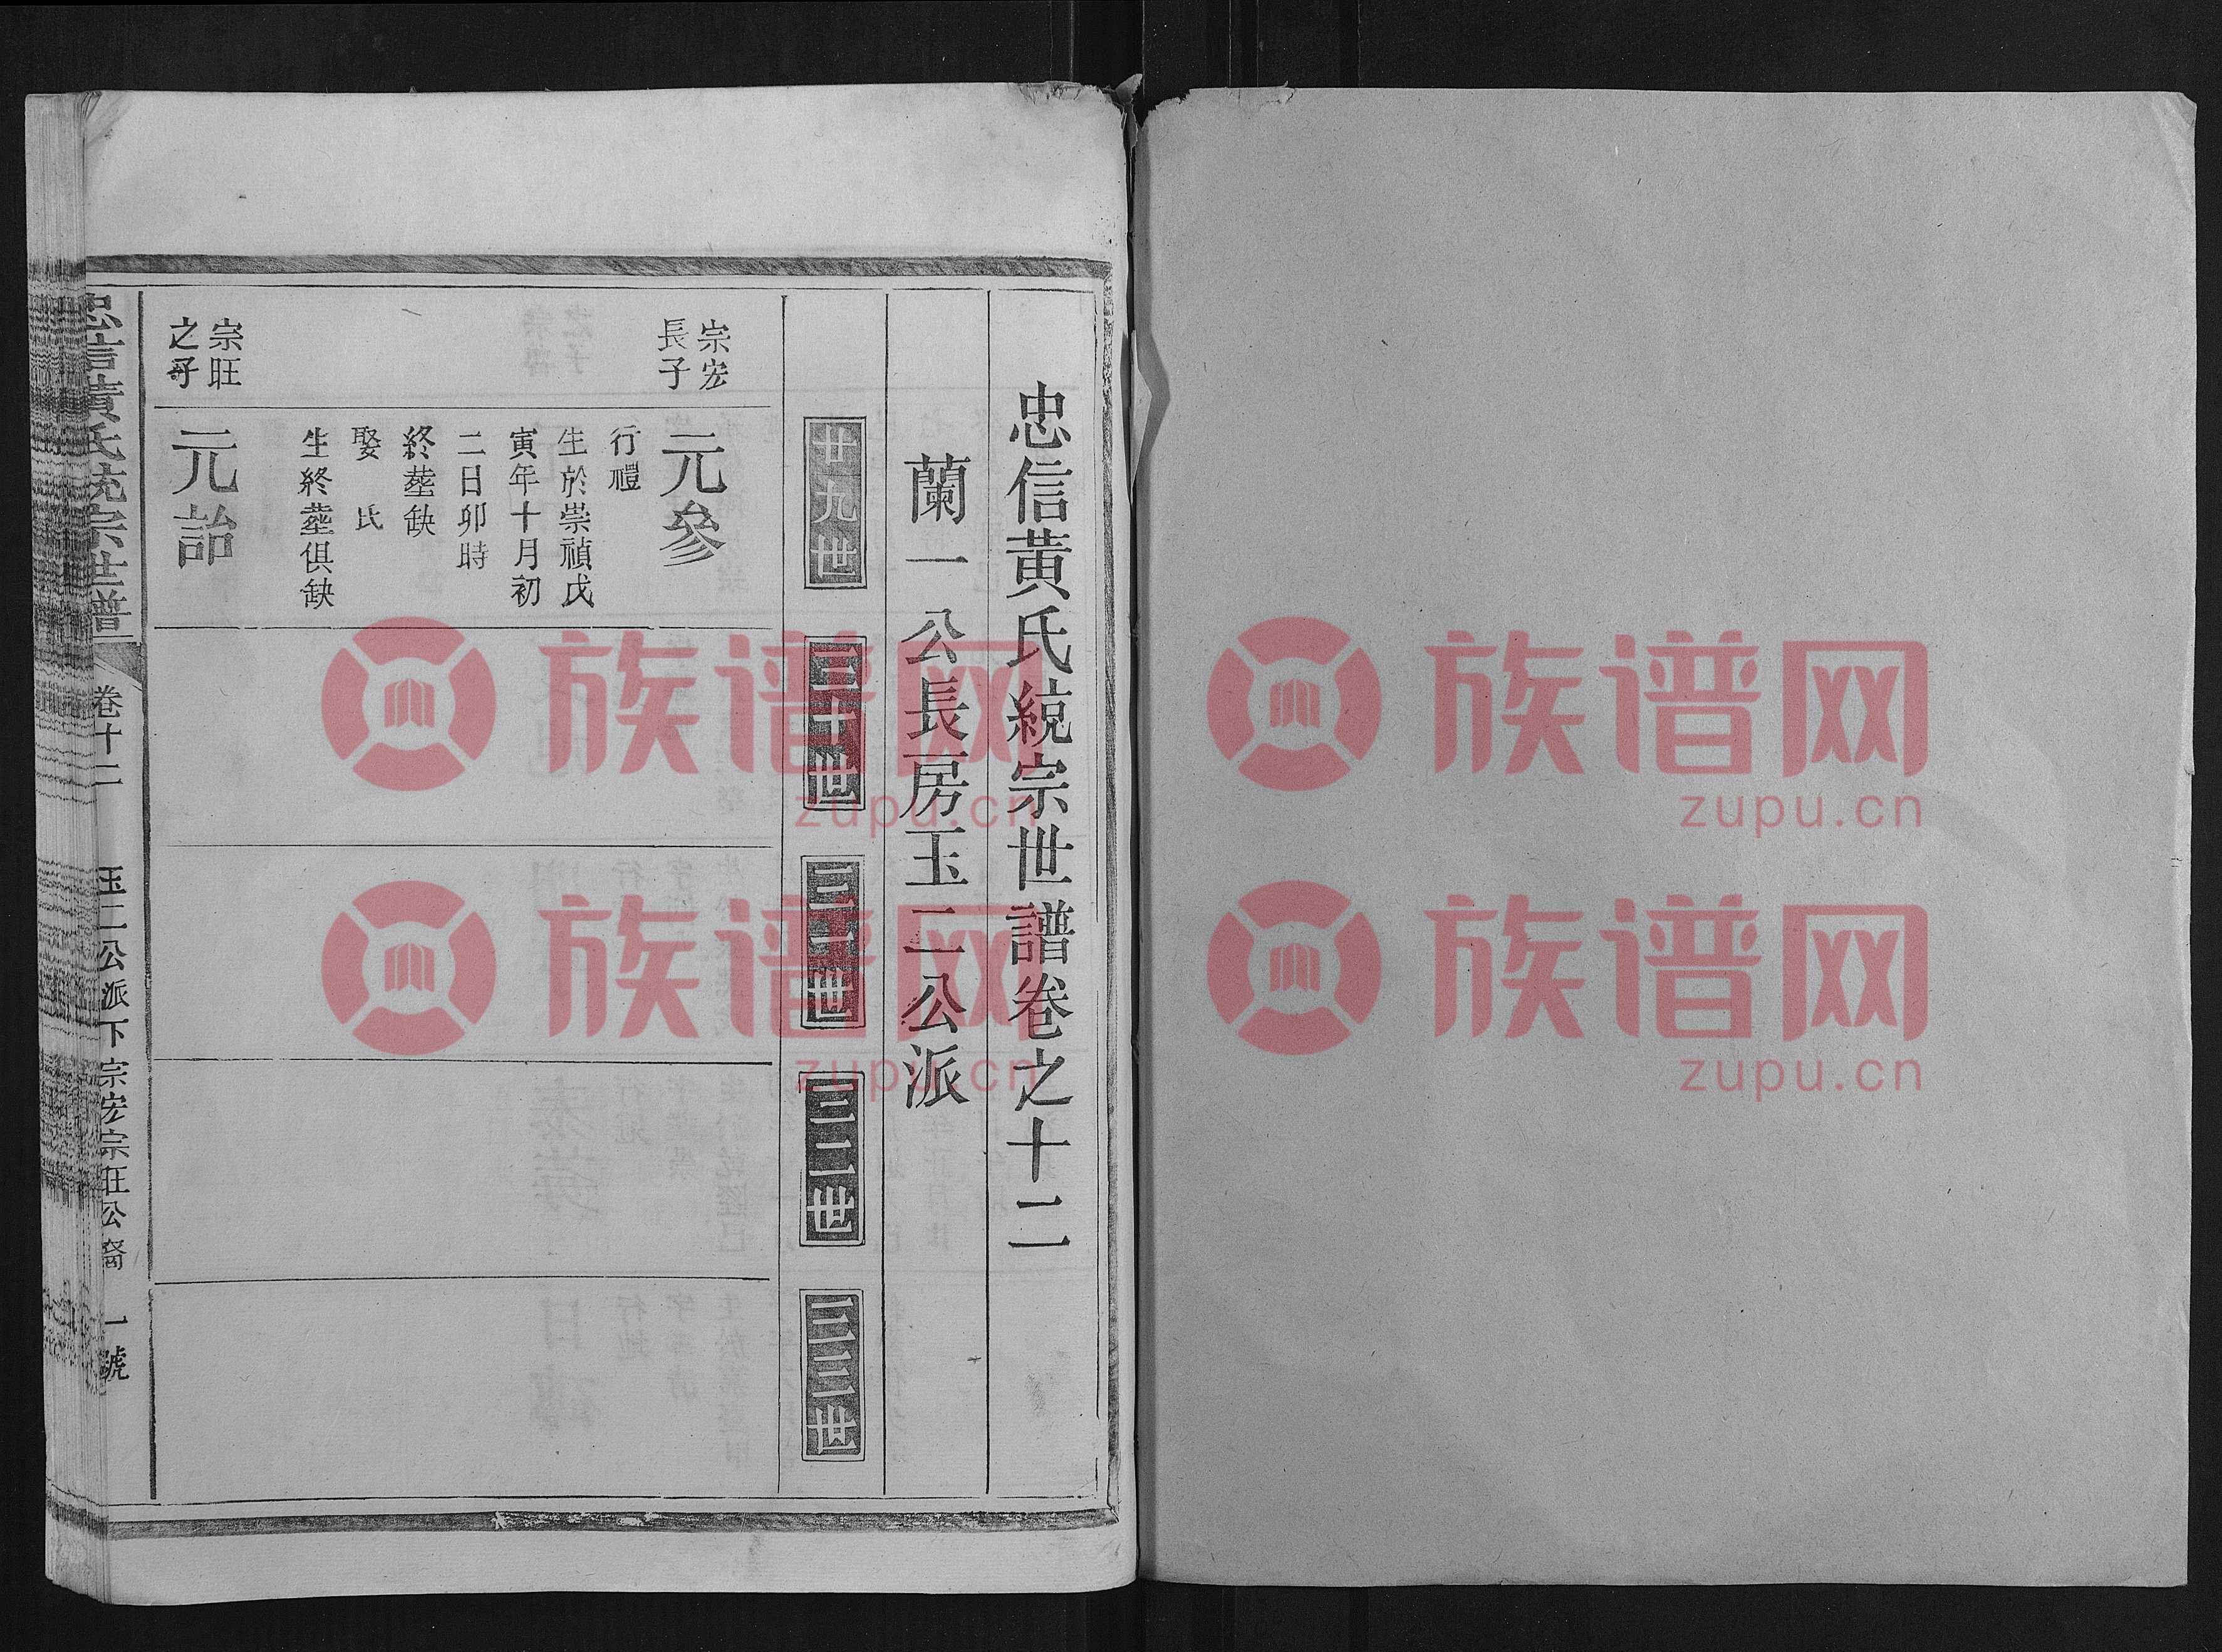 忠信黃氏統宗世譜卷之十二
蘭一公長房玉二公派
廿九世
三十世
三一世
三二世
三三世
宗宏
長子
元參
行禮
生於崇禎戊
寅年十月初
二日卯時
終塟缺
娶 氏
生終塟俱缺
宗旺
之子
元詒
忠信黃氏統宗世譜
卷十二
玉二公派下宗宏宗旺公裔
一號
族谱网
zupu.cn
族谱网
zupu.cn
族谱网
zupu.cn
族谱网
zupu.cn